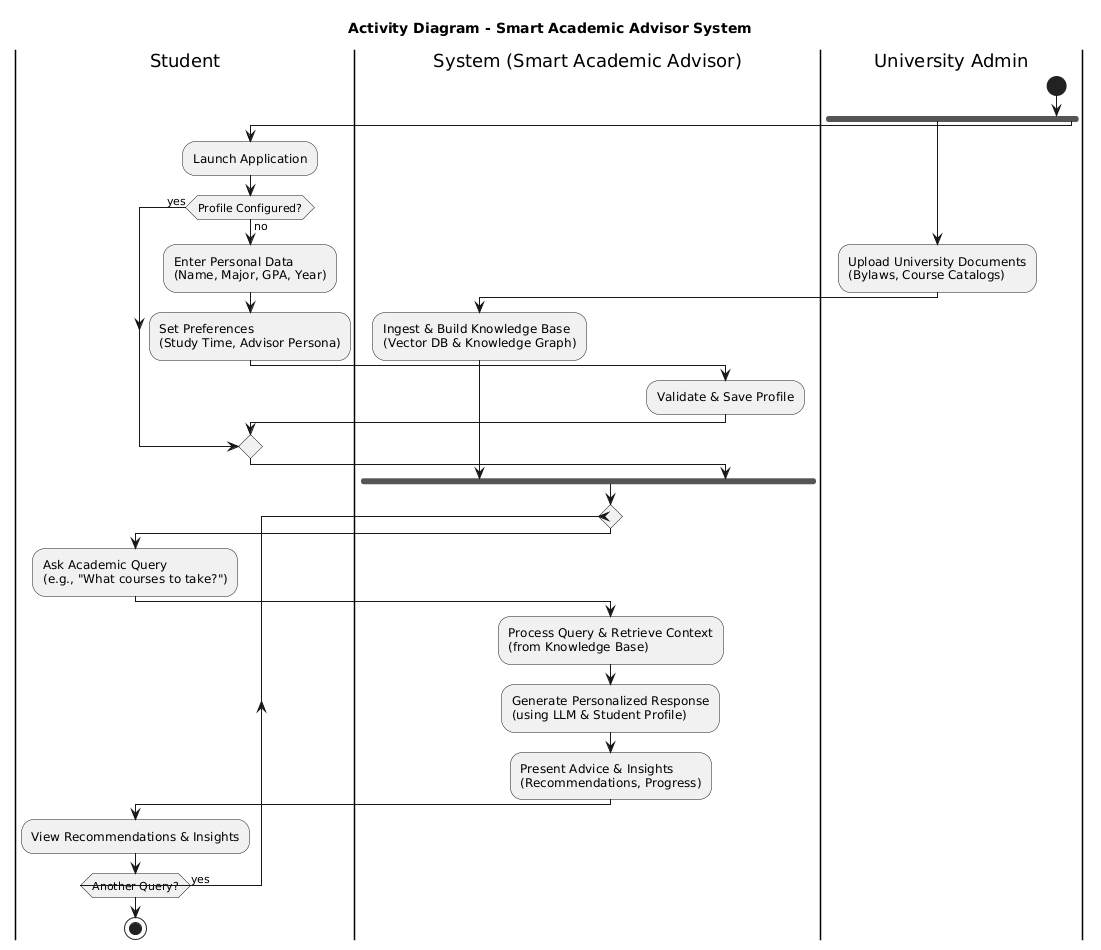 Activity Diagram - Smart Academic Advisor System
Student
System (Smart Academic Advisor)
University Admin
Launch Application
yes
Profile Configured?
no
Enter Personal Data
(Name, Major, GPA, Year)
Upload University Documents
(Bylaws, Course Catalogs)
Set Preferences
(Study Time, Advisor Persona)
Ingest & Build Knowledge Base
(Vector DB & Knowledge Graph)
Validate & Save Profile
Ask Academic Query
(e.g., "What courses to take?")
Process Query & Retrieve Context
(from Knowledge Base)
Generate Personalized Response
(using LLM & Student Profile)
Present Advice & Insights
(Recommendations, Progress)
View Recommendations & Insights
Another Query?
yes